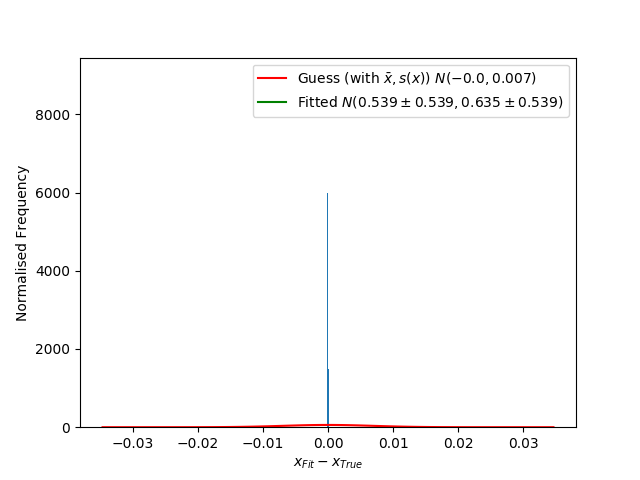 Guess (with x̄, s(x)) N(−0.0, 0.007)
Fitted N(0.539 ± 0.539, 0.635 ± 0.539)
8000
6000
4000
2000
0
Normalised Frequency
−0.03 −0.02 −0.01 0.00 0.01 0.02 0.03
x_Fit − x_True